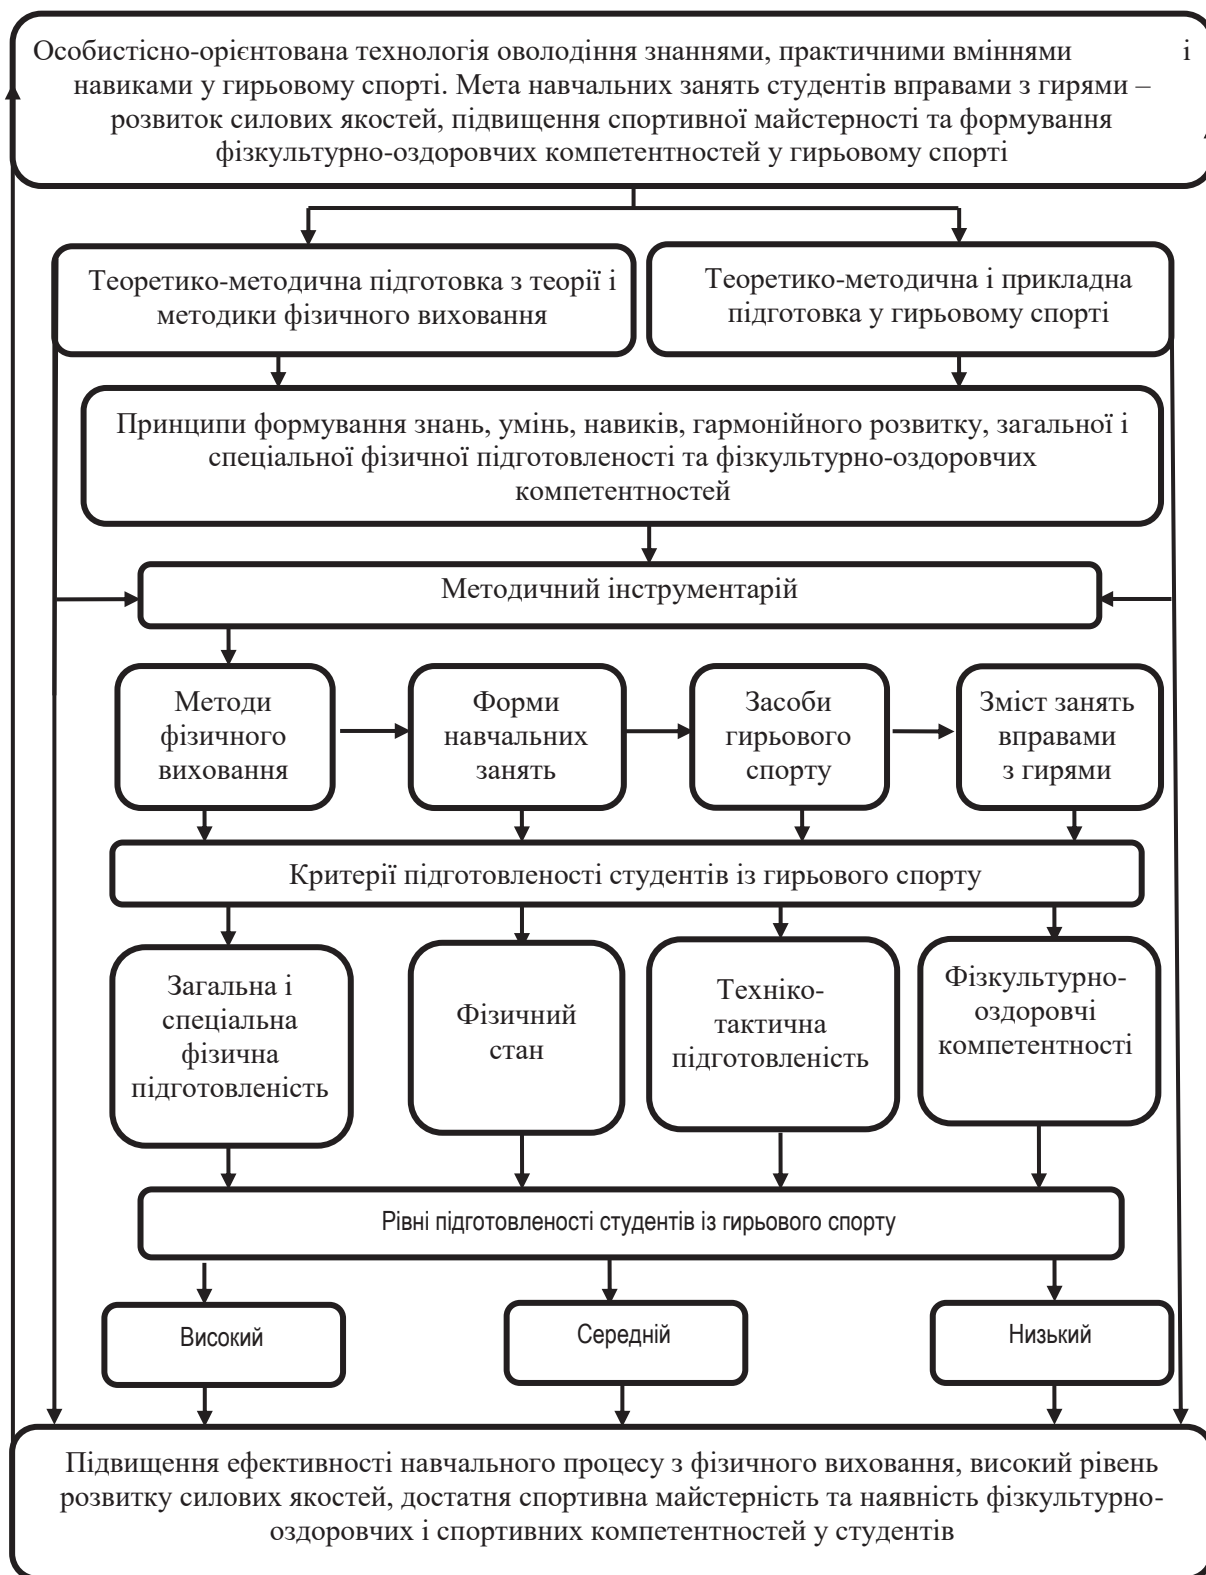 Особистісно-орієнтована технологія оволодіння знаннями, практичними вміннями і
навиками у гирьовому спорті. Мета навчальних занять студентів вправами з гирями –
розвиток силових якостей, підвищення спортивної майстерності та формування
фізкультурно-оздоровчих компетентностей у гирьовому спорті
Теоретико-методична підготовка з теорії і
методики фізичного виховання
Теоретико-методична і прикладна
підготовка у гирьовому спорті
Принципи формування знань, умінь, навиків, гармонійного розвитку, загальної і
спеціальної фізичної підготовленості та фізкультурно-оздоровчих
компетентностей
Методичний інструментарій
Методи
фізичного
виховання
Форми
навчальних
занять
Засоби
гирьового
спорту
Зміст занять
вправами
з гирями
Критерії підготовленості студентів із гирьового спорту
Загальна і
спеціальна
фізична
підготовленість
Фізичний
стан
Техніко-
тактична
підготовленість
Фізкультурно-
оздоровчі
компетентності
Рівні підготовленості студентів із гирьового спорту
Високий
Середній
Низький
Підвищення ефективності навчального процесу з фізичного виховання, високий рівень
розвитку силових якостей, достатня спортивна майстерність та наявність фізкультурно-
оздоровчих і спортивних компетентностей у студентів